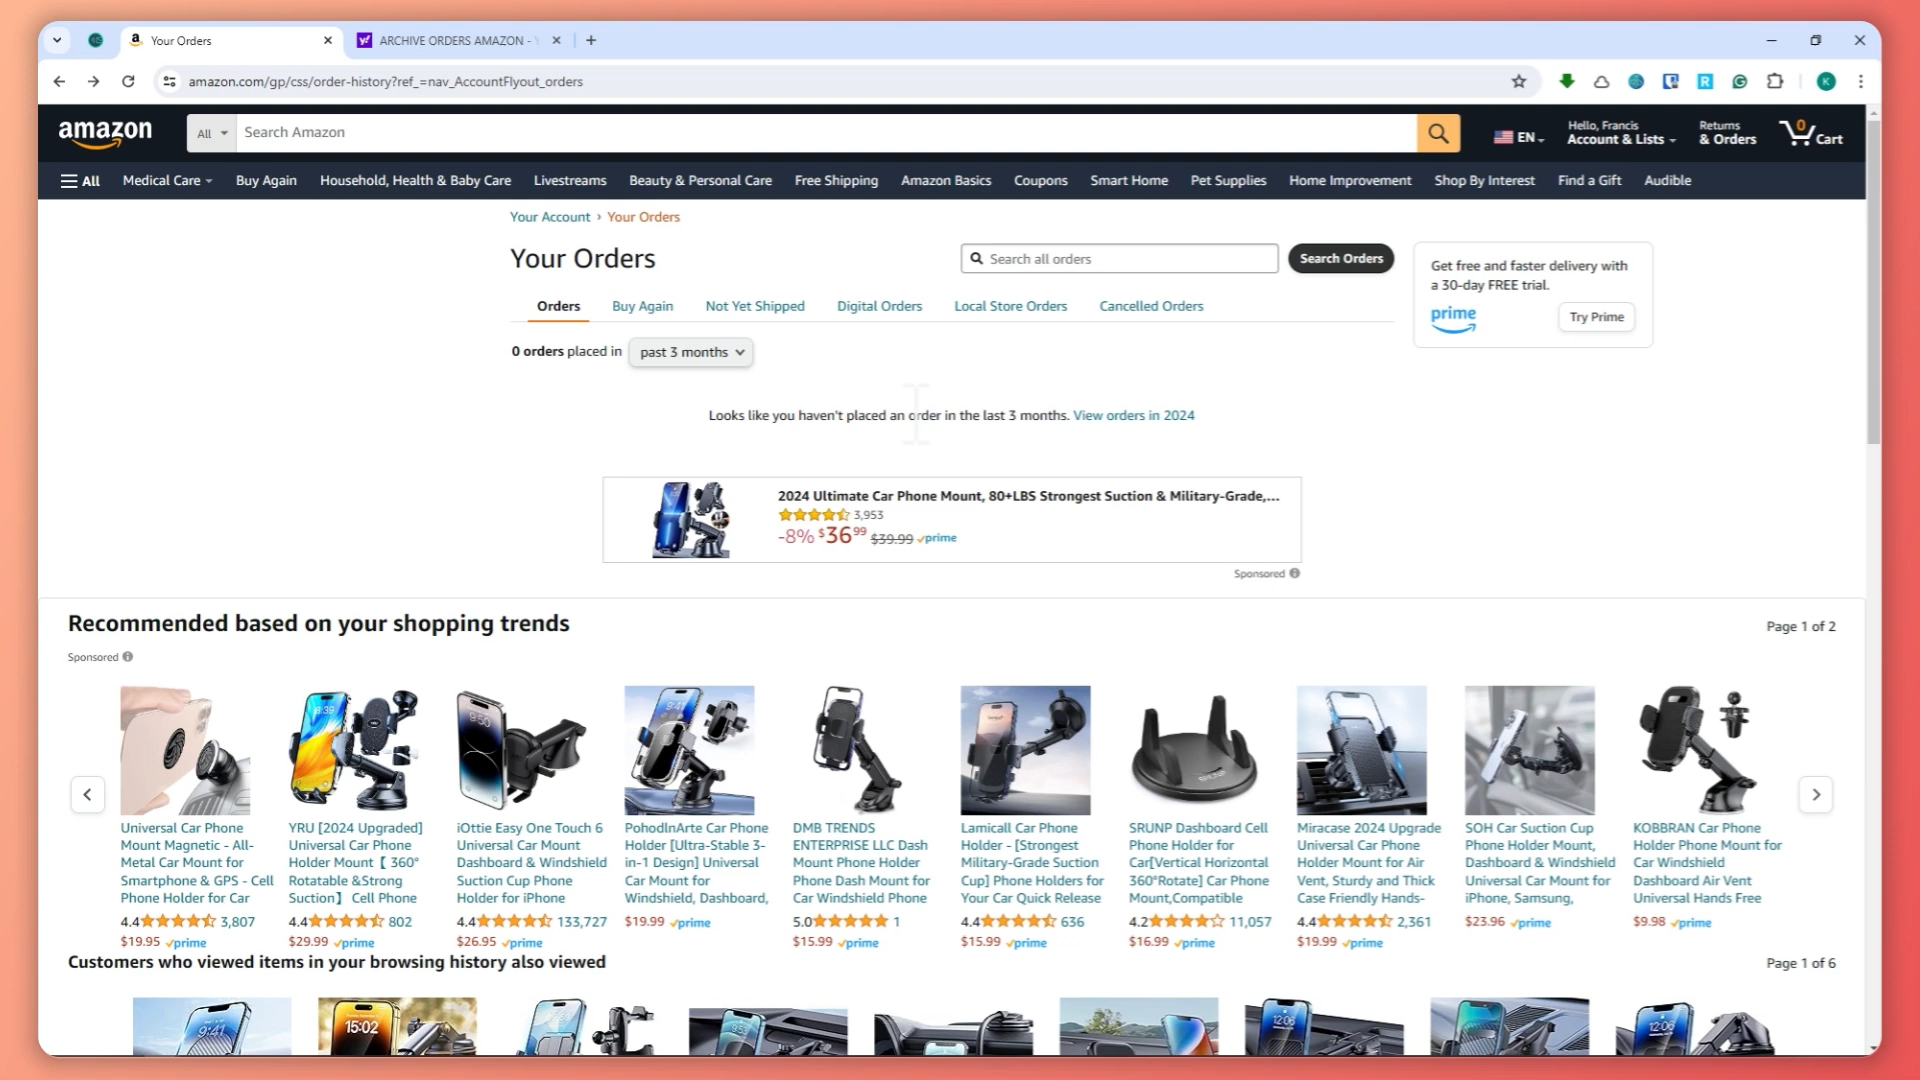 Your Orders
ARCHIVE ORDERS AMAZON -
amazon.com/gp/css/order-history?ref_=nav_AccountFlyout_orders
K
amazon
All
Search Amazon
EN
Hello, Francis
Account & Lists
Returns
& Orders
0
Cart
All
Medical Care
Buy Again
Household, Health & Baby Care
Livestreams
Beauty & Personal Care
Free Shipping
Amazon Basics
Coupons
Smart Home
Pet Supplies
Home Improvement
Shop By Interest
Find a Gift
Audible
Your Account › Your Orders
Your Orders
Search all orders
Search Orders
Get free and faster delivery with
a 30-day FREE trial.
prime
Try Prime
Orders
Buy Again
Not Yet Shipped
Digital Orders
Local Store Orders
Cancelled Orders
0 orders placed in
past 3 months
Looks like you haven't placed an order in the last 3 months. View orders in 2024
2024 Ultimate Car Phone Mount, 80+LBS Strongest Suction & Military-Grade,...
3,953
-8% $36 99 $39.99 prime
Sponsored
Recommended based on your shopping trends
Page 1 of 2
Sponsored
Universal Car Phone
Mount Magnetic - All-
Metal Car Mount for
Smartphone & GPS - Cell
Phone Holder for Car
4.4 3,807
$19.95 prime
YRU [2024 Upgraded]
Universal Car Phone
Holder Mount【 360°
Rotatable &Strong
Suction】 Cell Phone
4.4 802
$29.99 prime
iOttie Easy One Touch 6
Universal Car Mount
Dashboard & Windshield
Suction Cup Phone
Holder for iPhone
4.4 133,727
$26.95 prime
PohodInArte Car Phone
Holder [Ultra-Stable 3-
in-1 Design] Universal
Car Mount for
Windshield, Dashboard,
$19.99 prime
DMB TRENDS
ENTERPRISE LLC Dash
Mount Phone Holder
Phone Dash Mount for
Car Windshield Phone
5.0 1
$15.99 prime
Lamicall Car Phone
Holder - [Strongest
Military-Grade Suction
Cup] Phone Holders for
Your Car Quick Release
4.4 636
$15.99 prime
SRUNP Dashboard Cell
Phone Holder for
Car[Vertical Horizontal
360°Rotate] Car Phone
Mount,Compatible
4.2 11,057
$16.99 prime
Miracase 2024 Upgrade
Universal Car Phone
Holder Mount for Air
Vent, Sturdy and Thick
Case Friendly Hands-
4.4 2,361
$19.99 prime
SOH Car Suction Cup
Phone Holder Mount,
Dashboard & Windshield
Universal Car Mount for
iPhone, Samsung,
$23.96 prime
KOBBRAN Car Phone
Holder Phone Mount for
Car Windshield
Dashboard Air Vent
Universal Hands Free
$9.98 prime
Customers who viewed items in your browsing history also viewed
Page 1 of 6
9:41
15:02
12:06
12:06